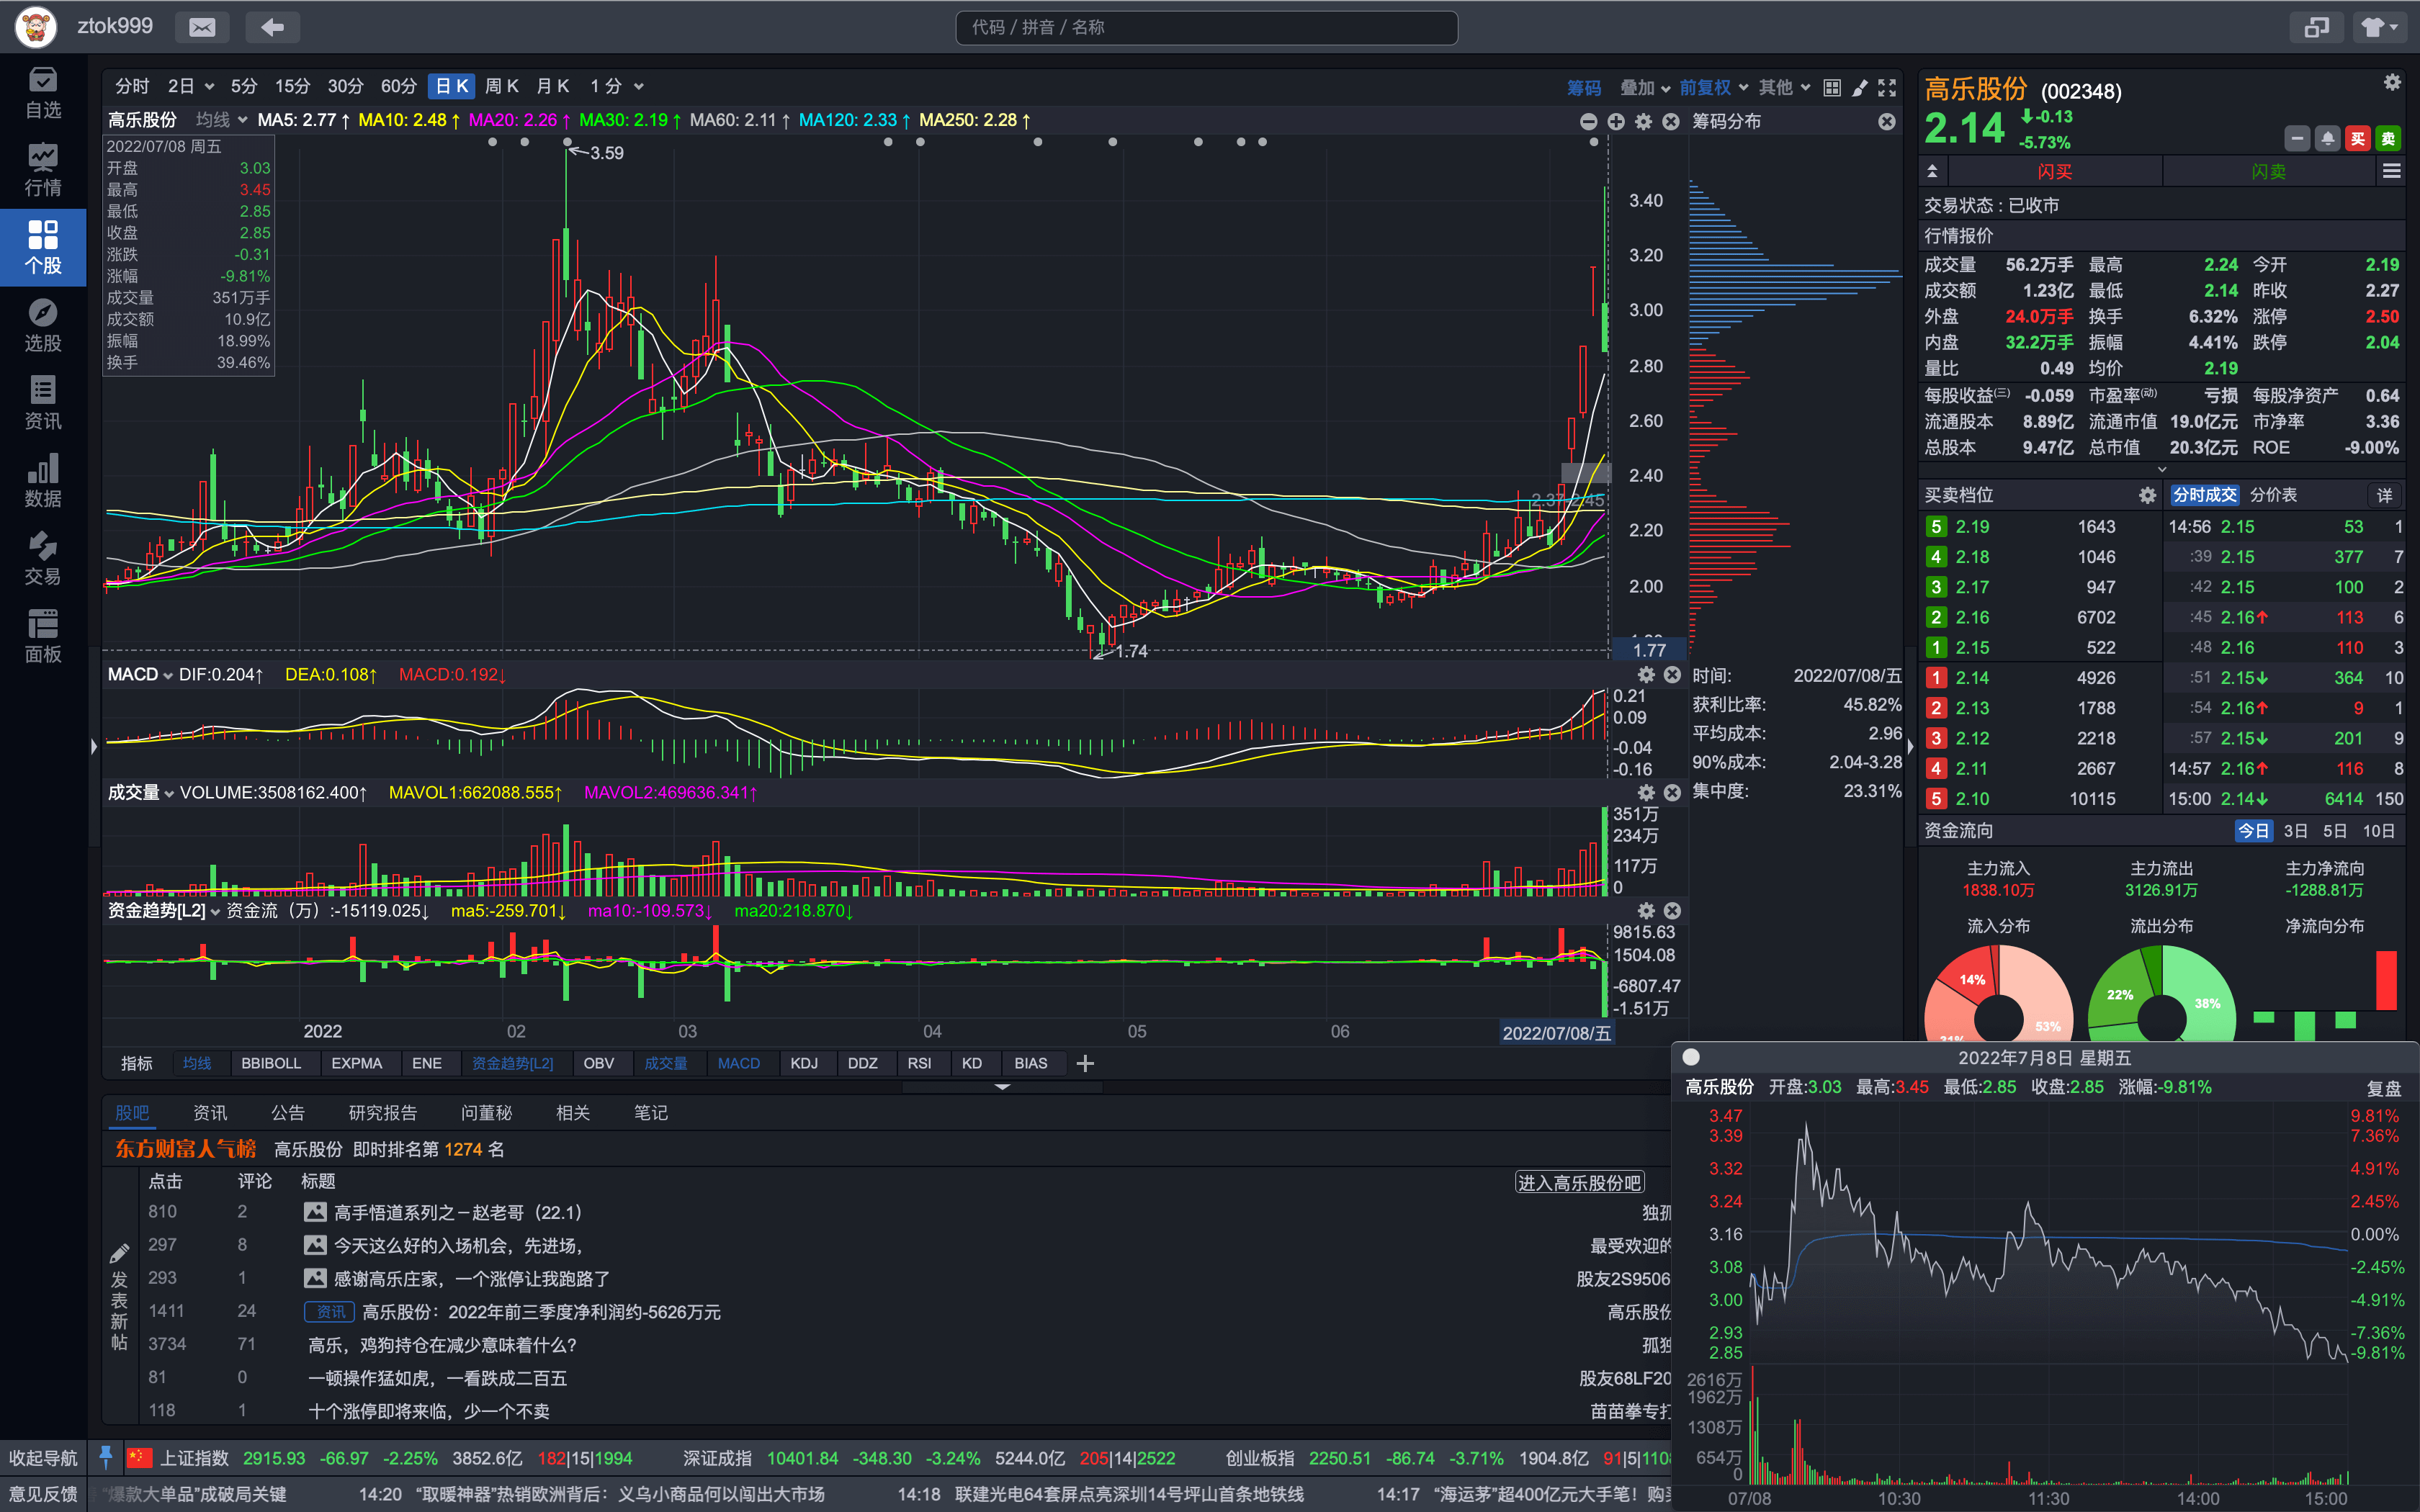 ztok999
代码 / 拼音 / 名称
自选
行情
个股
选股
资讯
数据
交易
面板
收起导航
意见反馈
分时 2日 5分 15分 30分 60分 日K 周K 月K 1分 筹码 叠加 前复权 其他
高乐股份 均线 MA5: 2.77↑ MA10: 2.48↑ MA20: 2.26↑ MA30: 2.19↑ MA60: 2.11↑ MA120: 2.33↑ MA250: 2.28↑
2022/07/08 周五
开盘 3.03
最高 3.45
最低 2.85
收盘 2.85
涨跌 -0.31
涨幅 -9.81%
成交量 351万手
成交额 10.9亿
振幅 18.99%
换手 39.46%
3.59
1.74
2.37-2.45
3.40
3.20
3.00
2.80
2.60
2.40
2.20
2.00
1.77
筹码分布
时间: 2022/07/08/五
获利比率: 45.82%
平均成本: 2.96
90%成本: 2.04-3.28
集中度: 23.31%
MACD DIF:0.204↑ DEA:0.108↑ MACD:0.192↓
0.21
0.09
-0.04
-0.16
成交量 VOLUME:3508162.400↑ MAVOL1:662088.555↑ MAVOL2:469636.341↑
351万
234万
117万
0
资金趋势[L2] 资金流（万）:-15119.025↓ ma5:-259.701↓ ma10:-109.573↓ ma20:218.870↓
9815.63
1504.08
-6807.47
-1.51万
2022 02 03 04 05 06 2022/07/08/五
指标 均线 BBIBOLL EXPMA ENE 资金趋势[L2] OBV 成交量 MACD KDJ DDZ RSI KD BIAS
股吧 资讯 公告 研究报告 问董秘 相关 笔记
东方财富人气榜 高乐股份 即时排名第 1274 名
点击 评论 标题 进入高乐股份吧
发表新帖
810 2 高手悟道系列之－赵老哥（22.1） 独孤
297 8 今天这么好的入场机会，先进场， 最受欢迎的
293 1 感谢高乐庄家，一个涨停让我跑路了 股友2S9506
1411 24 资讯 高乐股份：2022年前三季度净利润约-5626万元 高乐股份
3734 71 高乐，鸡狗持仓在减少意味着什么？ 孤独
81 0 一顿操作猛如虎，一看跌成二百五 股友68LF20
118 1 十个涨停即将来临，少一个不卖 苗苗拳专打
高乐股份 (002348)
2.14 -0.13
-5.73%
买 卖
闪买 闪卖
交易状态：已收市
行情报价
成交量 56.2万手 最高 2.24 今开 2.19
成交额 1.23亿 最低 2.14 昨收 2.27
外盘 24.0万手 换手 6.32% 涨停 2.50
内盘 32.2万手 振幅 4.41% 跌停 2.04
量比 0.49 均价 2.19
每股收益(三) -0.059 市盈率(动) 亏损 每股净资产 0.64
流通股本 8.89亿 流通市值 19.0亿元 市净率 3.36
总股本 9.47亿 总市值 20.3亿元 ROE -9.00%
买卖档位 分时成交 分价表 详
5 2.19 1643 14:56 2.15 53 1
4 2.18 1046 :39 2.15 377 7
3 2.17 947 :42 2.15 100 2
2 2.16 6702 :45 2.16↑ 113 6
1 2.15 522 :48 2.16 110 3
1 2.14 4926 :51 2.15↓ 364 10
2 2.13 1788 :54 2.16↑ 9 1
3 2.12 2218 :57 2.15↓ 201 9
4 2.11 2667 14:57 2.16↑ 116 8
5 2.10 10115 15:00 2.14↓ 6414 150
资金流向 今日 3日 5日 10日
主力流入 主力流出 主力净流向
1838.10万 3126.91万 -1288.81万
流入分布 流出分布 净流向分布
14% 53% 22% 38%
2022年7月8日 星期五
高乐股份 开盘:3.03 最高:3.45 最低:2.85 收盘:2.85 涨幅:-9.81% 复盘
3.47 9.81%
3.39 7.36%
3.32 4.91%
3.24 2.45%
3.16 0.00%
3.08 -2.45%
3.00 -4.91%
2.93 -7.36%
2.85 -9.81%
2616万
1962万
1308万
654万
0
07/08 10:30 11:30 14:00 15:00
上证指数 2915.93 -66.97 -2.25% 3852.6亿 182|15|1994 深证成指 10401.84 -348.30 -3.24% 5244.0亿 205|14|2522 创业板指 2250.51 -86.74 -3.71% 1904.8亿 91|5|1108
“爆款大单品”成破局关键 14:20 “取暖神器”热销欧洲背后：义乌小商品何以闯出大市场 14:18 联建光电64套屏点亮深圳14号坪山首条地铁线 14:17 “海运茅”超400亿元大手笔！购